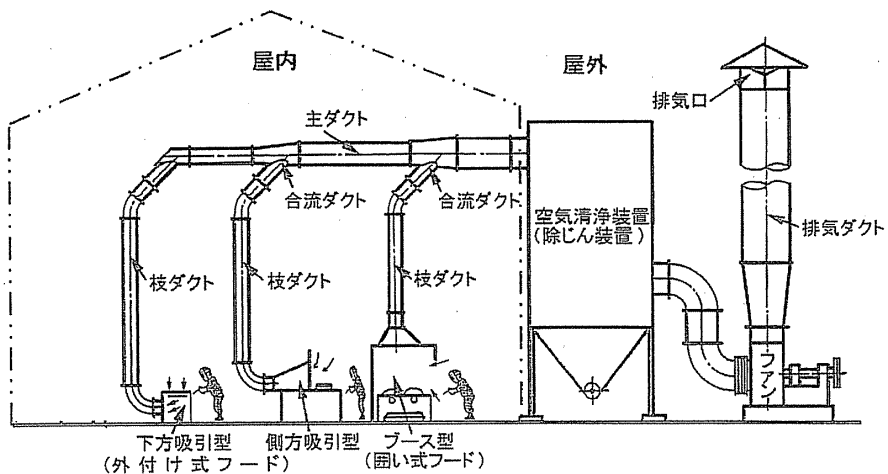 屋内
屋外
排気口
主ダクト
合流ダクト
合流ダクト
空気清浄装置
(除じん装置)
排気ダクト
枝ダクト
枝ダクト
枝ダクト
ファン
下方吸引型
(外付け式フード)
側方吸引型
ブース型
(囲い式フード)